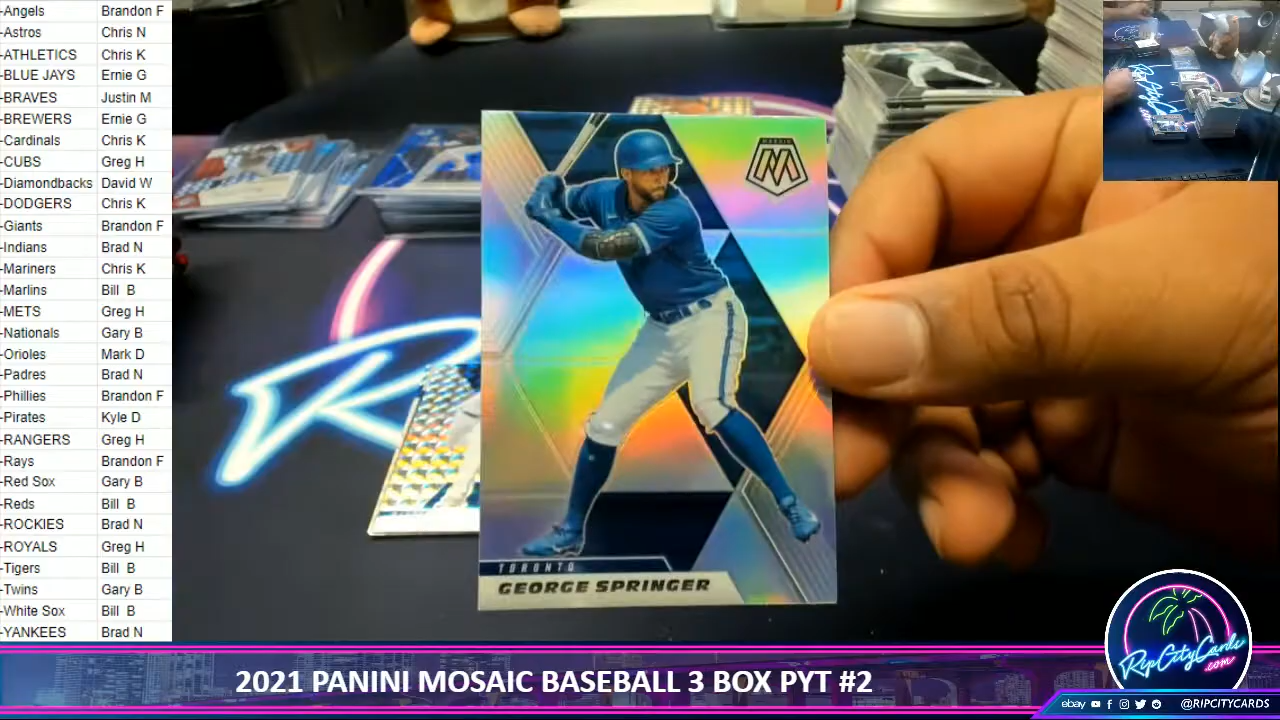 -Angels Brandon F
-Astros Chris N
-ATHLETICS Chris K
-BLUE JAYS Ernie G
-BRAVES Justin M
-BREWERS Ernie G
-Cardinals Chris K
-CUBS Greg H
-Diamondbacks David W
-DODGERS Chris K
-Giants Brandon F
-Indians Brad N
-Mariners Chris K
-Marlins Bill B
-METS Greg H
-Nationals Gary B
-Orioles Mark D
-Padres Brad N
-Phillies Brandon F
-Pirates Kyle D
-RANGERS Greg H
-Rays Brandon F
-Red Sox Gary B
-Reds Bill B
-ROCKIES Brad N
-ROYALS Greg H
-Tigers Bill B
-Twins Gary B
-White Sox Bill B
-YANKEES Brad N
MOSAIC
M
TORONTO
GEORGE SPRINGER
RipCityCards
.com
2021 PANINI MOSAIC BASEBALL 3 BOX PYT #2
ebay @RIPCITYCARDS